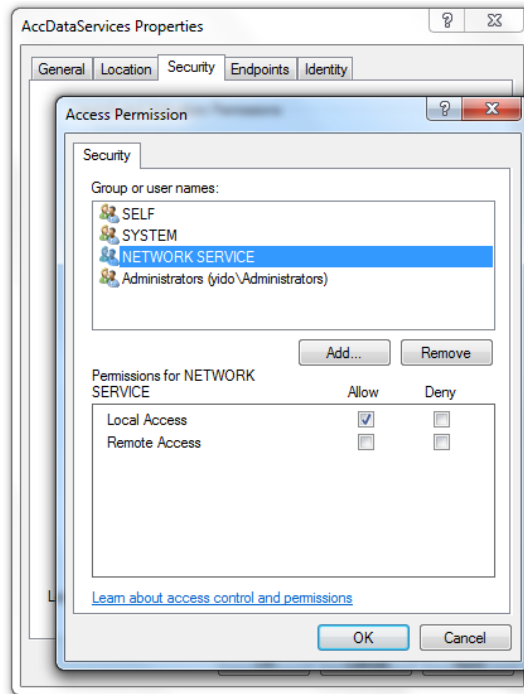 AccDataServices Properties
General Location Security Endpoints Identity
Access Permission
Security
Group or user names:
SELF
SYSTEM
NETWORK SERVICE
Administrators (yido\Administrators)
Add... Remove
Permissions for NETWORK
SERVICE Allow Deny
Local Access
Remote Access
Learn about access control and permissions
OK Cancel